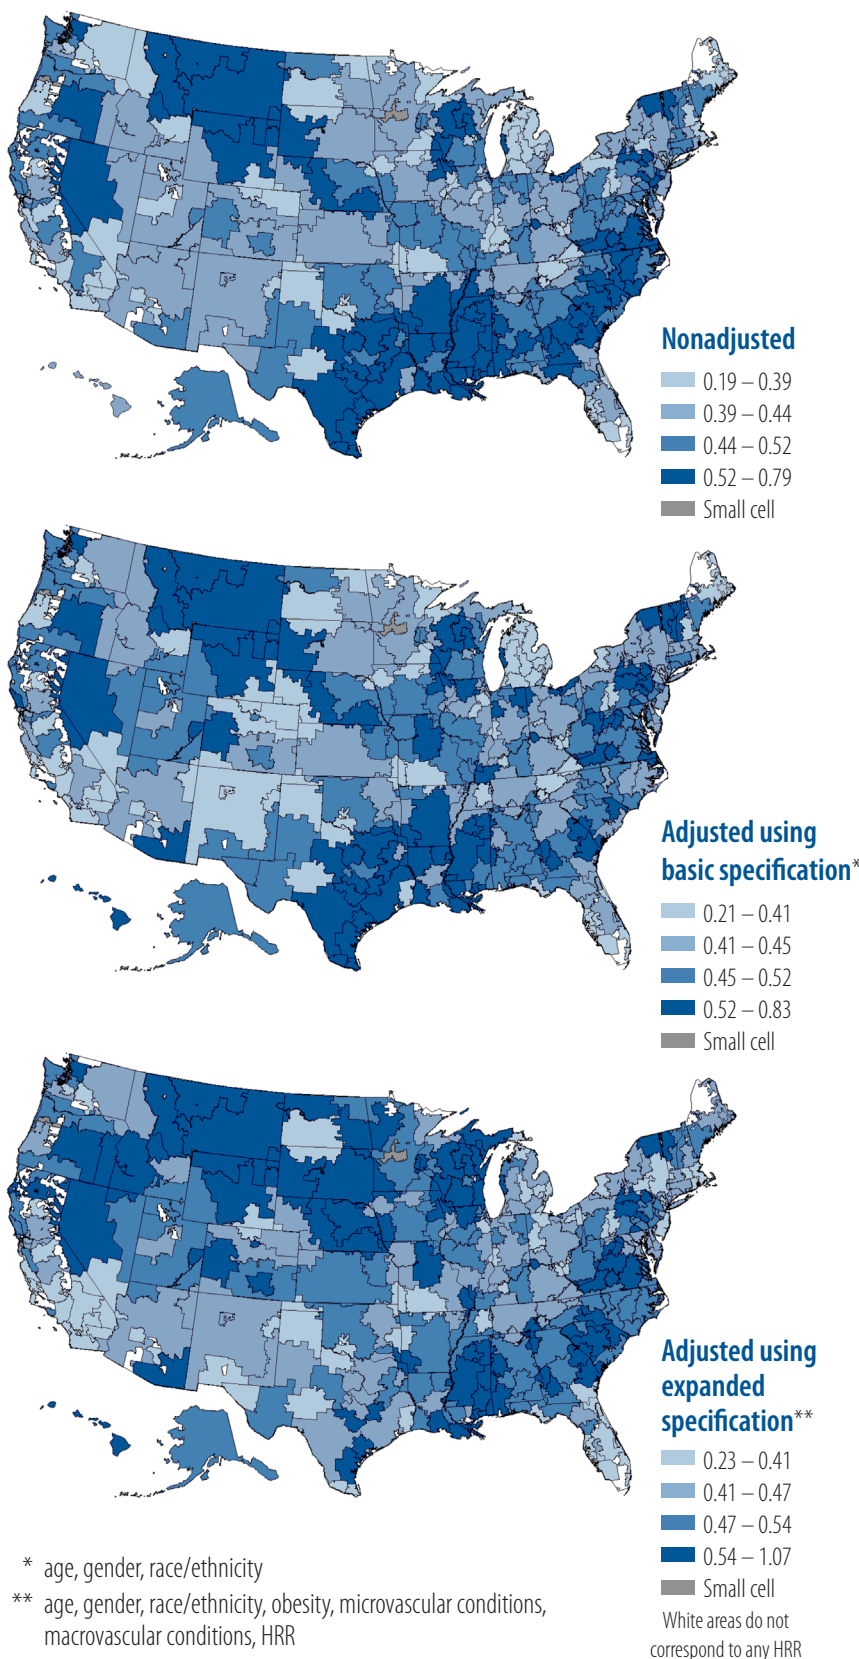 Nonadjusted
0.19 – 0.39
0.39 – 0.44
0.44 – 0.52
0.52 – 0.79
Small cell
Adjusted using
basic specification*
0.21 – 0.41
0.41 – 0.45
0.45 – 0.52
0.52 – 0.83
Small cell
Adjusted using
expanded
specification**
0.23 – 0.41
0.41 – 0.47
0.47 – 0.54
0.54 – 1.07
Small cell
White areas do not
correspond to any HRR
* age, gender, race/ethnicity
** age, gender, race/ethnicity, obesity, microvascular conditions,
macrovascular conditions, HRR